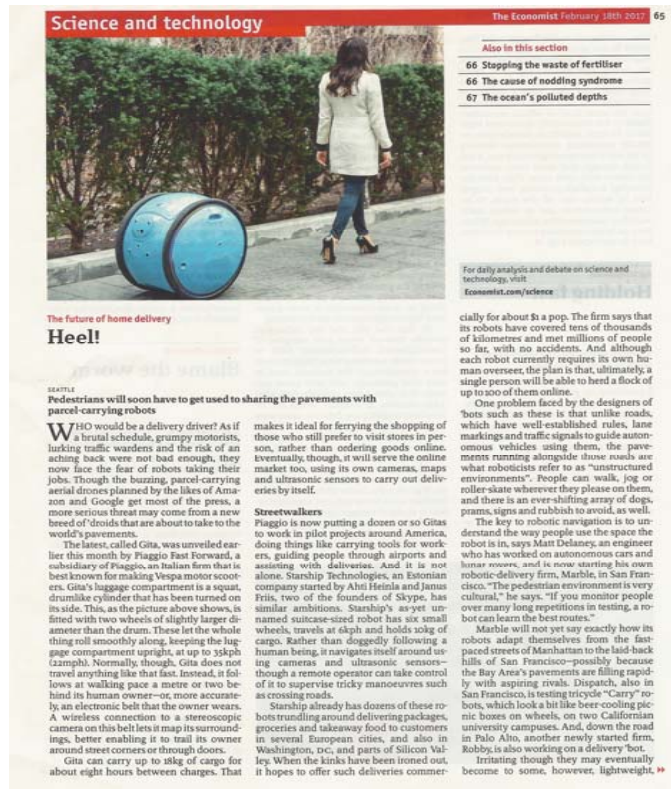 Science and technology
The Economist February 18th 2017 65
Also in this section
66 Stopping the waste of fertiliser
66 The cause of nodding syndrome
67 The ocean's polluted depths
For daily analysis and debate on science and
technology, visit
Economist.com/science
The future of home delivery
Heel!
SEATTLE
Pedestrians will soon have to get used to sharing the pavements with
parcel-carrying robots
WHO would be a delivery driver? As if
a brutal schedule, grumpy motorists,
lurking traffic wardens and the risk of an
aching back were not bad enough, they
now face the fear of robots taking their
jobs. Though the buzzing, parcel-carrying
aerial drones planned by the likes of Ama-
zon and Google get most of the press, a
more serious threat may come from a new
breed of 'droids that are about to take to the
world's pavements.
The latest, called Gita, was unveiled ear-
lier this month by Piaggio Fast Forward, a
subsidiary of Piaggio, an Italian firm that is
best known for making Vespa motor scoot-
ers. Gita's luggage compartment is a squat,
drumlike cylinder that has been turned on
its side. This, as the picture above shows, is
fitted with two wheels of slightly larger di-
ameter than the drum. These let the whole
thing roll smoothly along, keeping the lug-
gage compartment upright, at up to 35kph
(22mph). Normally, though, Gita does not
travel anything like that fast. Instead, it fol-
lows at walking pace a metre or two be-
hind its human owner—or, more accurate-
ly, an electronic belt that the owner wears.
A wireless connection to a stereoscopic
camera on this belt lets it map its surround-
ings, better enabling it to trail its owner
around street corners or through doors.
Gita can carry up to 18kg of cargo for
about eight hours between charges. That
makes it ideal for ferrying the shopping of
those who still prefer to visit stores in per-
son, rather than ordering goods online.
Eventually, though, it will serve the online
market too, using its own cameras, maps
and ultrasonic sensors to carry out deliv-
eries by itself.
Streetwalkers
Piaggio is now putting a dozen or so Gitas
to work in pilot projects around America,
doing things like carrying tools for work-
ers, guiding people through airports and
assisting with deliveries. And it is not
alone. Starship Technologies, an Estonian
company started by Ahti Heinla and Janus
Friis, two of the founders of Skype, has
similar ambitions. Starship's as-yet un-
named suitcase-sized robot has six small
wheels, travels at 6kph and holds 10kg of
cargo. Rather than doggedly following a
human being, it navigates itself around us-
ing cameras and ultrasonic sensors—
though a remote operator can take control
of it to supervise tricky manoeuvres such
as crossing roads.
Starship already has dozens of these ro-
bots trundling around delivering packages,
groceries and takeaway food to customers
in several European cities, and also in
Washington, DC, and parts of Silicon Val-
ley. When the kinks have been ironed out,
it hopes to offer such deliveries commer-
cially for about $1 a pop. The firm says that
its robots have covered tens of thousands
of kilometres and met millions of people
so far, with no accidents. And although
each robot currently requires its own hu-
man overseer, the plan is that, ultimately, a
single person will be able to herd a flock of
up to 100 of them online.
One problem faced by the designers of
'bots such as these is that unlike roads,
which have well-established rules, lane
markings and traffic signals to guide auton-
omous vehicles using them, the pave-
ments running alongside those roads are
what roboticists refer to as "unstructured
environments". People can walk, jog or
roller-skate wherever they please on them,
and there is an ever-shifting array of dogs,
prams, signs and rubbish to avoid, as well.
The key to robotic navigation is to un-
derstand the way people use the space the
robot is in, says Matt Delaney, an engineer
who has worked on autonomous cars and
lunar rovers, and is now starting his own
robotic-delivery firm, Marble, in San Fran-
cisco. "The pedestrian environment is very
cultural," he says. "If you monitor people
over many long repetitions in testing, a ro-
bot can learn the best routes."
Marble will not yet say exactly how its
robots adapt themselves from the fast-
paced streets of Manhattan to the laid-back
hills of San Francisco—possibly because
the Bay Area's pavements are filling rapid-
ly with aspiring rivals. Dispatch, also in
San Francisco, is testing tricycle "Carry" ro-
bots, which look a bit like beer-cooling pic-
nic boxes on wheels, on two Californian
university campuses. And, down the road
in Palo Alto, another newly started firm,
Robby, is also working on a delivery 'bot.
Irritating though they may eventually
become to some, however, lightweight,